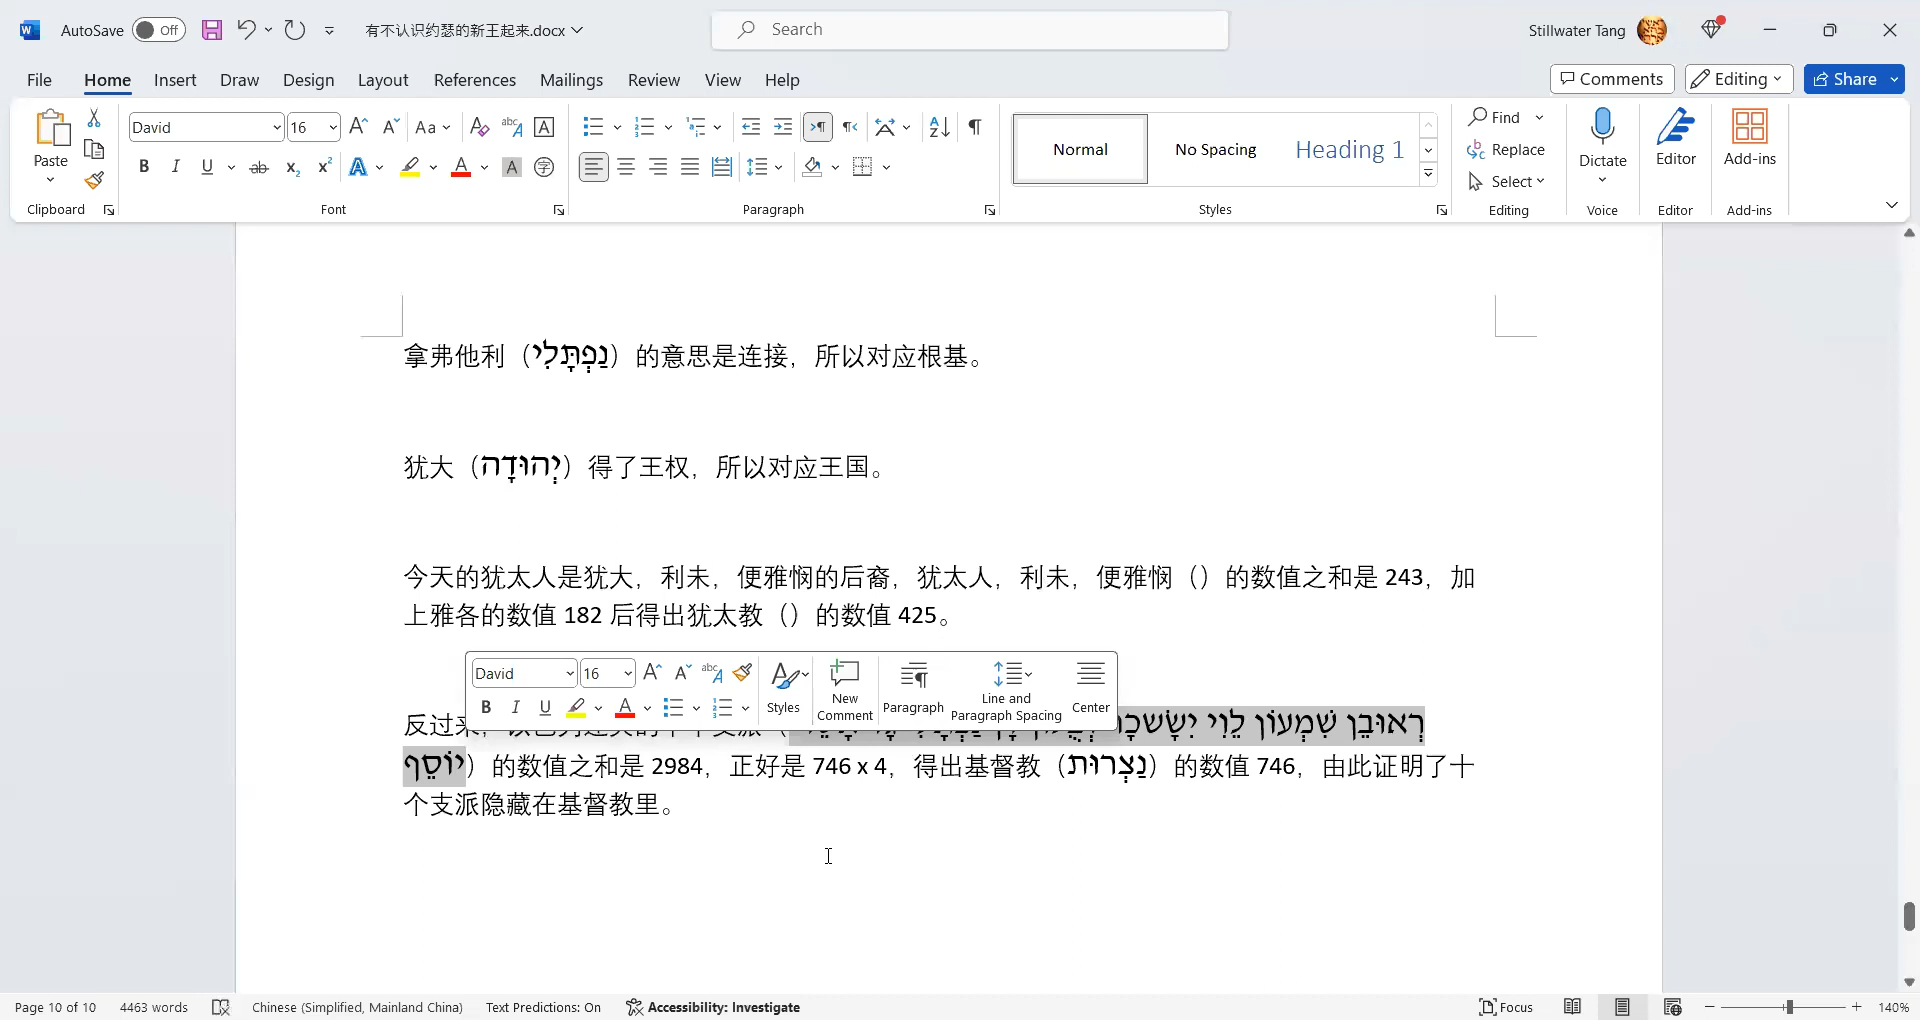 AutoSave Off 有不认识约瑟的新王起来.docx Search Stillwater Tang
File Home Insert Draw Design Layout References Mailings Review View Help Comments Editing Share
David 16 Aa Normal No Spacing Heading 1 Find
Paste Replace Dictate Editor Add-ins
Select
Clipboard Font Paragraph Styles Editing Voice Editor Add-ins
拿弗他利（נַפְתָּלִי）的意思是连接，所以对应根基。
犹大（יְהוּדָה）得了王权，所以对应王国。
今天的犹太人是犹大，利未，便雅悯的后裔，犹太人，利未，便雅悯（）的数值之和是 243，加
上雅各的数值 182 后得出犹太教（）的数值 425。
David 16
Styles New Comment Paragraph Line and Paragraph Spacing Center
反过来 רְאוּבֵן שִׁמְעוֹן לֵוִי
יוֹסֵף）的数值之和是 2984，正好是 746 x 4，得出基督教（נַצְרוּת）的数值 746，由此证明了十
个支派隐藏在基督教里。
Page 10 of 10 4463 words Chinese (Simplified, Mainland China) Text Predictions: On Accessibility: Investigate Focus 140%